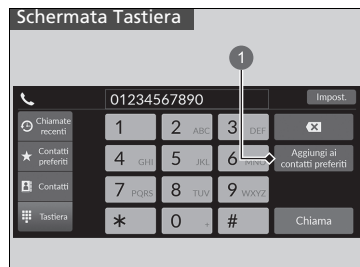 Schermata Tastiera
1
01234567890
Impost.
Chiamate
recenti
1
2 ABC
3 DEF
Contatti
preferiti
4 GHI
5 JKL
6 MNO
Aggiungi ai
contatti preferiti
Contatti
7 PQRS
8 TUV
9 WXYZ
Tastiera
*
0 +
#
Chiama